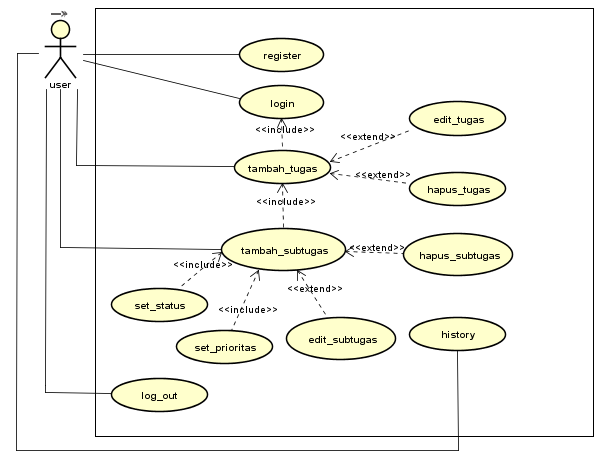 user
register
login
<<include>>
edit_tugas
<<extend>>
tambah_tugas
<<extend>>
hapus_tugas
<<include>>
tambah_subtugas
<<extend>>
hapus_subtugas
<<include>>
set_status
<<include>>
<<extend>>
set_prioritas
edit_subtugas
history
log_out